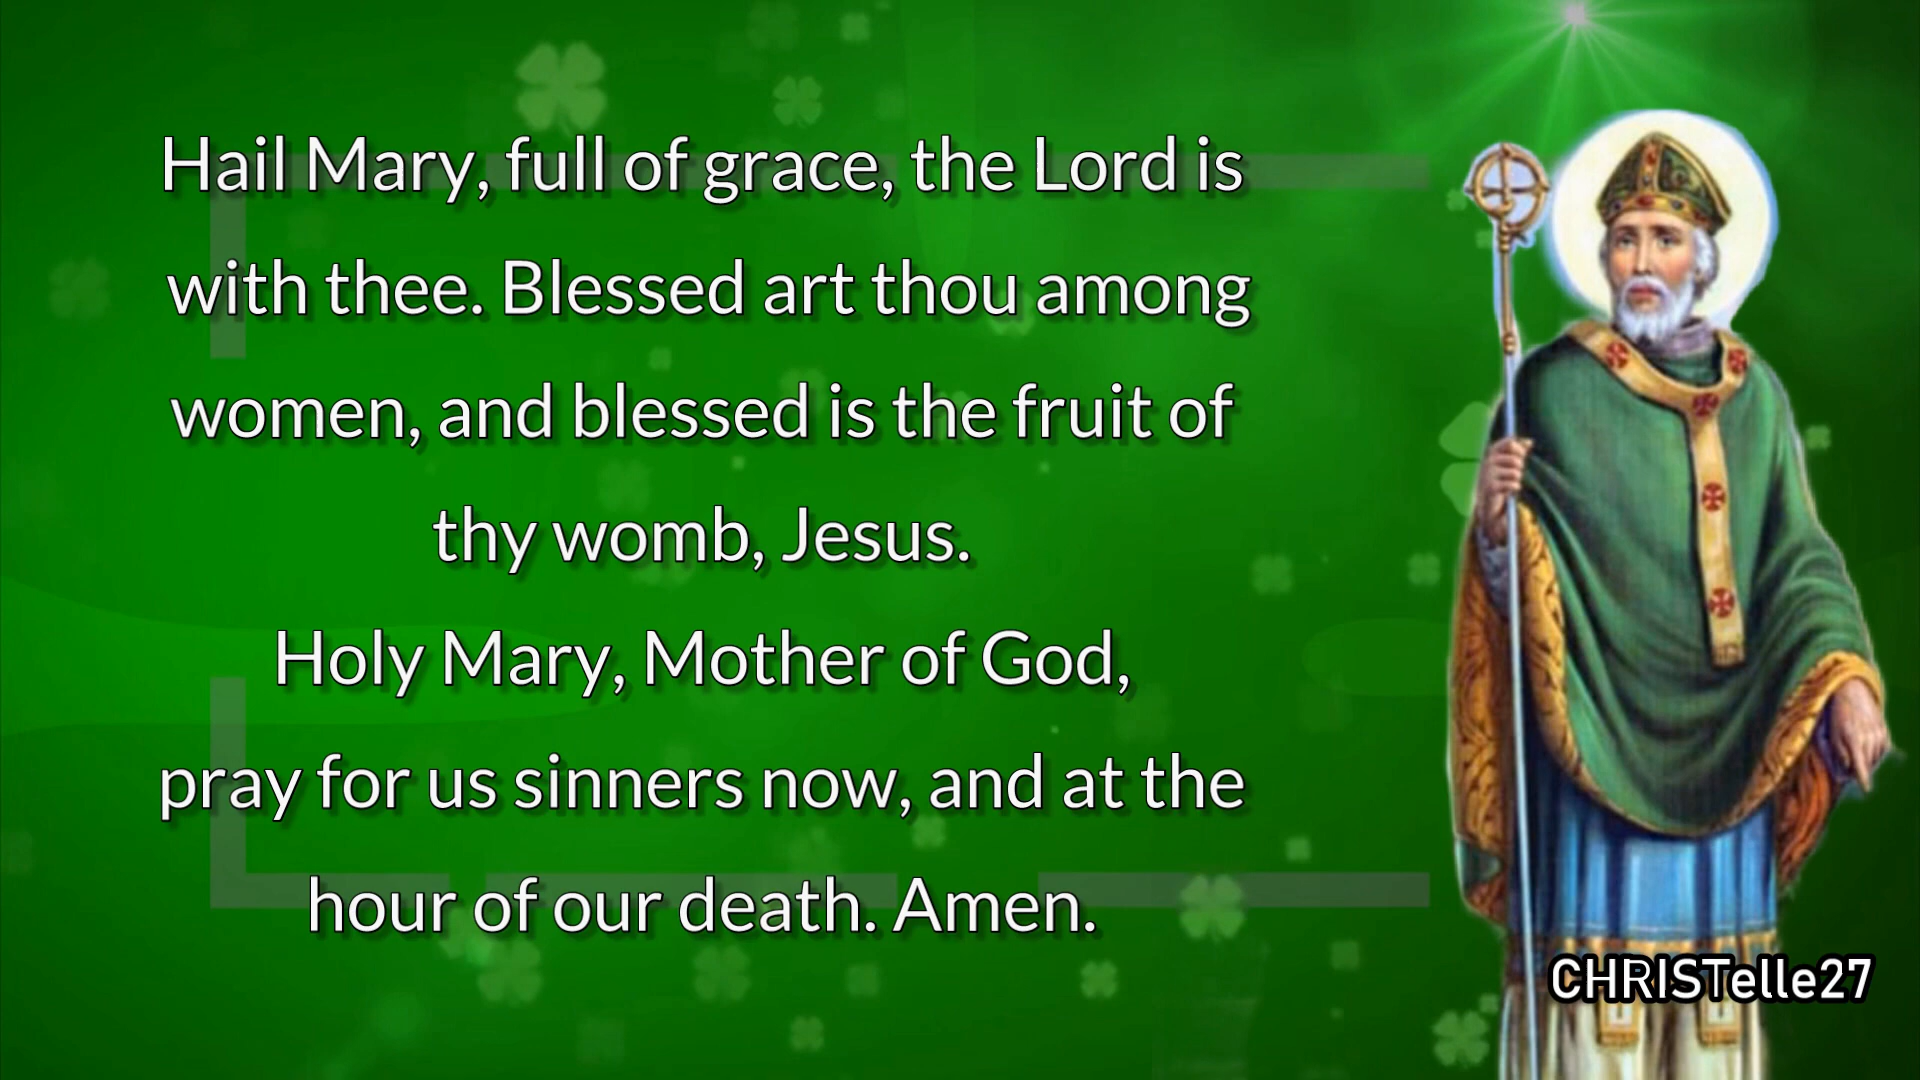 Hail Mary, full of grace, the Lord is
with thee. Blessed art thou among
women, and blessed is the fruit of
thy womb, Jesus.
Holy Mary, Mother of God,
pray for us sinners now, and at the
hour of our death. Amen.
CHRISTelle27